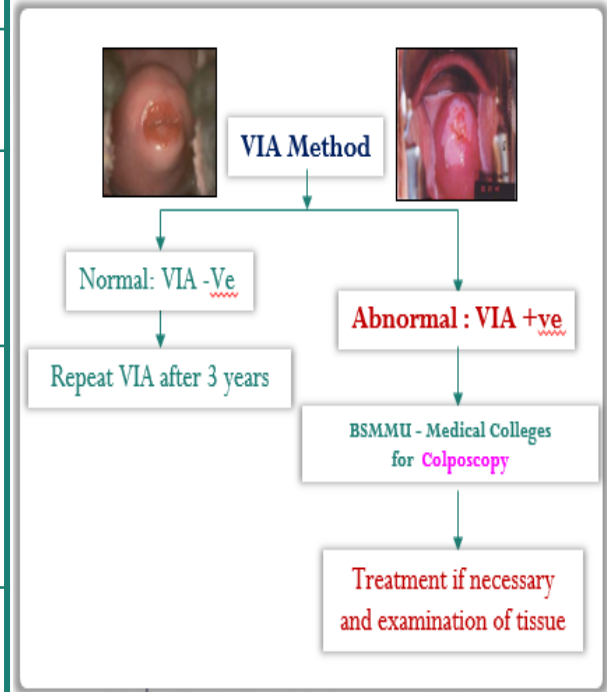 VIA Method
Normal: VIA -Ve
Repeat VIA after 3 years
Abnormal : VIA +ve
BSMMU - Medical Colleges
for Colposcopy
Treatment if necessary
and examination of tissue